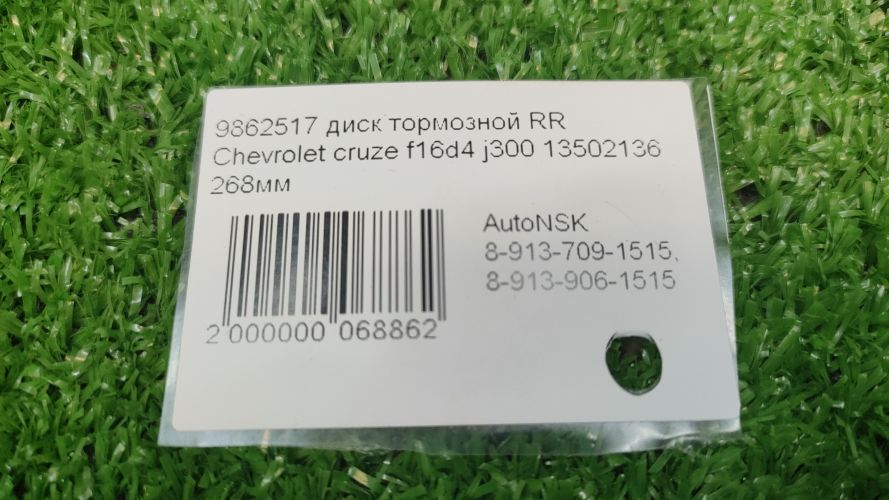 9862517 диск тормозной RR
Chevrolet cruze f16d4 j300 13502136
268мм
AutoNSK
8-913-709-1515,
8-913-906-1515
2 000000 068862